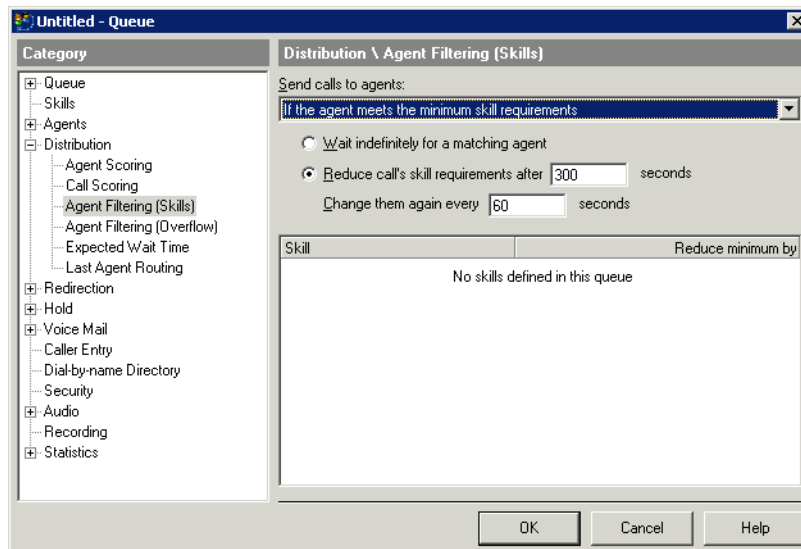 Untitled - Queue
Category
Queue
Skills
Agents
Distribution
Agent Scoring
Call Scoring
Agent Filtering (Skills)
Agent Filtering (Overflow)
Expected Wait Time
Last Agent Routing
Redirection
Hold
Voice Mail
Caller Entry
Dial-by-name Directory
Security
Audio
Recording
Statistics
Distribution \ Agent Filtering (Skills)
Send calls to agents:
If the agent meets the minimum skill requirements
Wait indefinitely for a matching agent
Reduce call's skill requirements after 300 seconds
Change them again every 60 seconds
Skill Reduce minimum by
No skills defined in this queue
OK Cancel Help